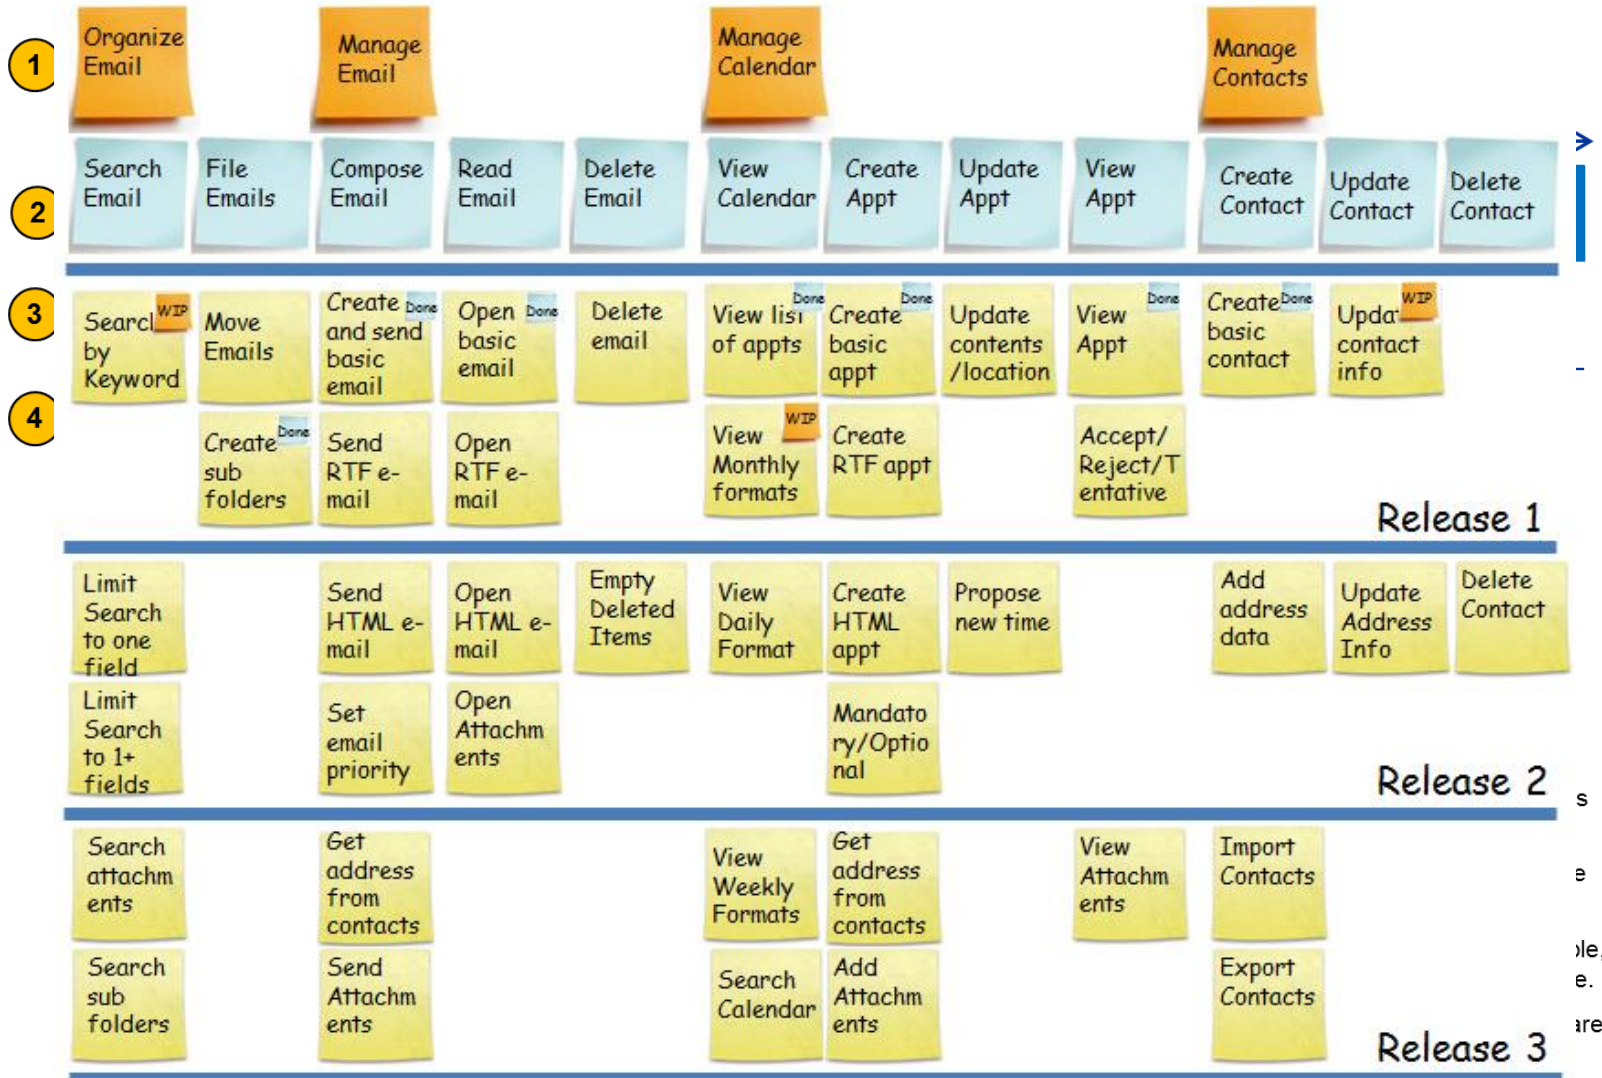 1
Organize
Email
Manage
Email
Manage
Calendar
Manage
Contacts
2
Search
Email
File
Emails
Compose
Email
Read
Email
Delete
Email
View
Calendar
Create
Appt
Update
Appt
View
Appt
Create
Contact
Update
Contact
Delete
Contact
3
Search
by
Keyword
WIP
Move
Emails
Create
and send
basic
email
Done
Open
basic
email
Done
Delete
email
View list
of appts
Done
Create
basic
appt
Done
Update
contents
/location
View
Appt
Done
Create
basic
contact
Done
Updat
contact
info
WIP
4
Create
sub
folders
Done
Send
RTF e-
mail
Open
RTF e-
mail
View
Monthly
formats
WIP
Create
RTF appt
Accept/
Reject/T
entative
Release 1
Limit
Search
to one
field
Send
HTML e-
mail
Open
HTML e-
mail
Empty
Deleted
Items
View
Daily
Format
Create
HTML
appt
Propose
new time
Add
address
data
Update
Address
Info
Delete
Contact
Limit
Search
to 1+
fields
Set
email
priority
Open
Attachm
ents
Mandato
ry/Optio
nal
Release 2
s
Search
attachm
ents
Get
address
from
contacts
View
Weekly
Formats
Get
address
from
contacts
View
Attachm
ents
Import
Contacts
e
Search
sub
folders
Send
Attachm
ents
Search
Calendar
Add
Attachm
ents
Export
Contacts
ole,
e.
are
Release 3